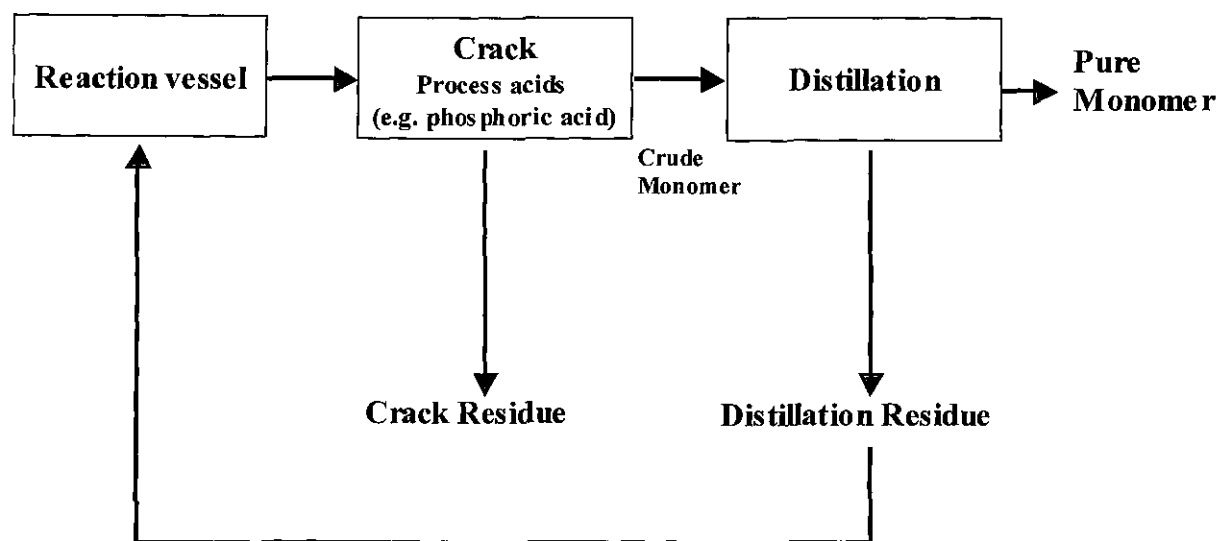 Reaction vessel
Crack
Process acids
(e.g. phosphoric acid)
Distillation
Pure
Monomer
Crude
Monomer
Crack Residue
Distillation Residue